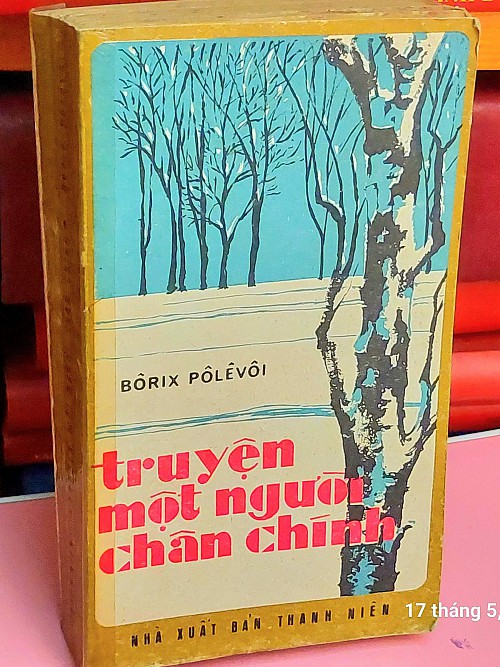 BÔRIX PÔLÊVÔI
truyện
một người
chân chính
NHÀ XUẤT BẢN THANH NIÊN
17 tháng 5,